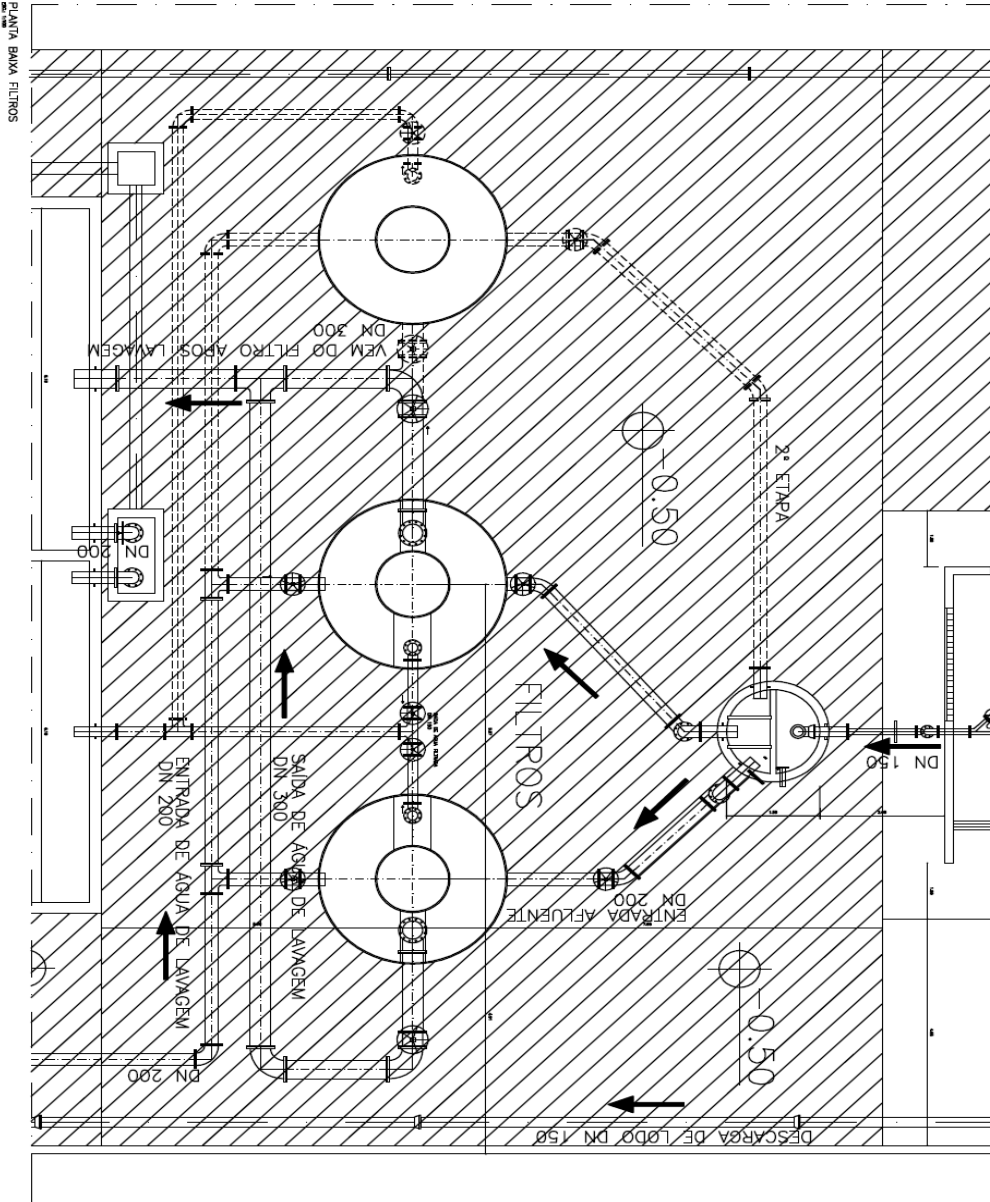 PLANTA BAIXA FILTROS
DN 300
VEM DO FILTRO APÓS LAVAGEM
-0.50
2ª ETAPA
DN 200
FILTROS
DN 150
ENTRADA DE ÁGUA DE LAVAGEM
DN 200
SAÍDA DE ÁGUA DE LAVAGEM
DN 300
ENTRADA AFLUENTE
DN 200
-0.50
DN 200
DESCARGA DE LODO DN 150